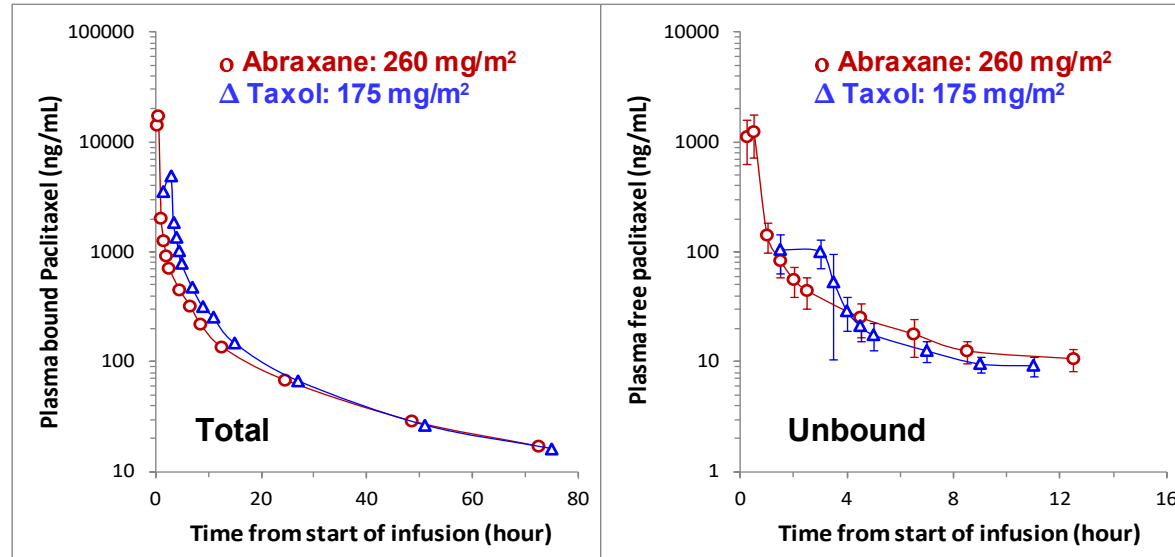 Plasma bound Paclitaxel (ng/mL)
100000
10000
1000
100
10
o Abraxane: 260 mg/m²
Δ Taxol: 175 mg/m²
Total
0 20 40 60 80
Time from start of infusion (hour)
Plasma free paclitaxel (ng/mL)
10000
1000
100
10
1
o Abraxane: 260 mg/m²
Δ Taxol: 175 mg/m²
Unbound
0 4 8 12 16
Time from start of infusion (hour)